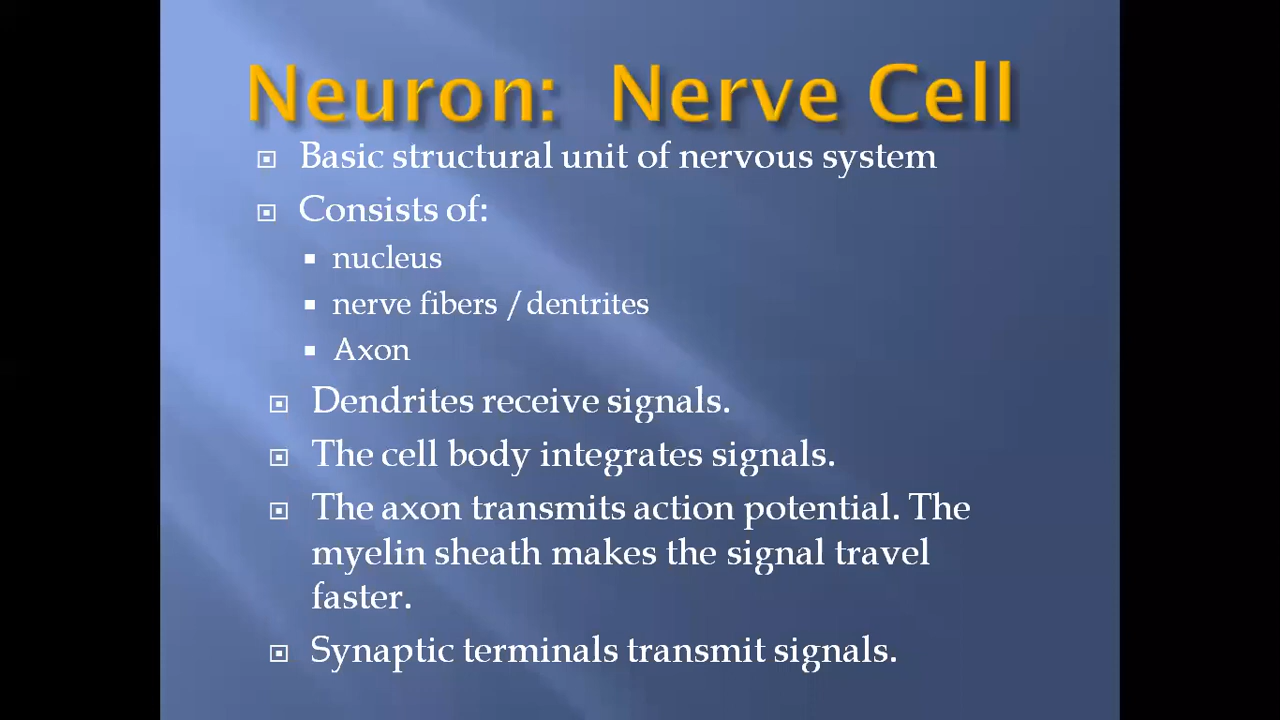 Neuron: Nerve Cell
Basic structural unit of nervous system
Consists of:
nucleus
nerve fibers / dentrites
Axon
Dendrites receive signals.
The cell body integrates signals.
The axon transmits action potential. The
myelin sheath makes the signal travel
faster.
Synaptic terminals transmit signals.